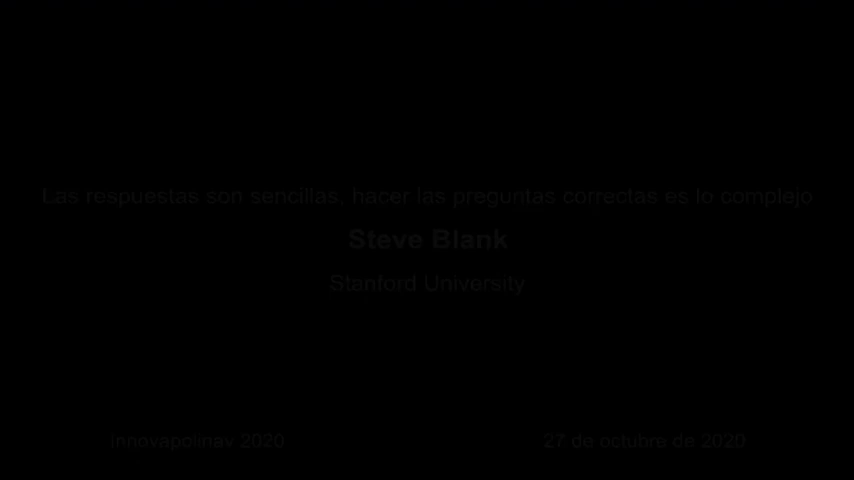 Las respuestas son sencillas, hacer las preguntas correctas es lo complejo
Steve Blank
Stanford University
Innovapolinav 2020
27 de octubre de 2020